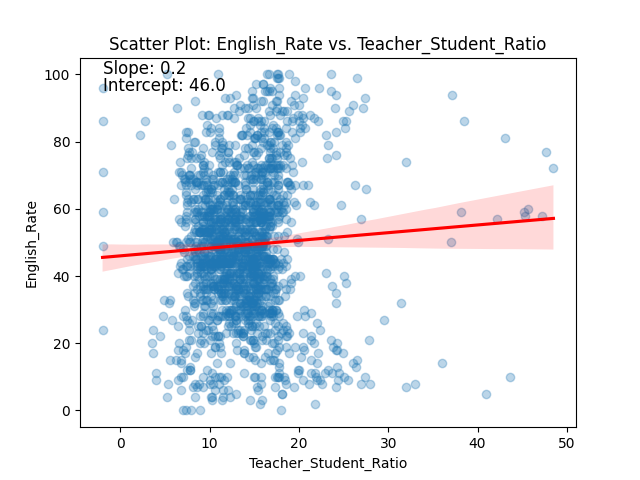 Scatter Plot: English_Rate vs. Teacher_Student_Ratio
Slope: 0.2
Intercept: 46.0
100
80
60
40
20
0
English_Rate
0 10 20 30 40 50
Teacher_Student_Ratio